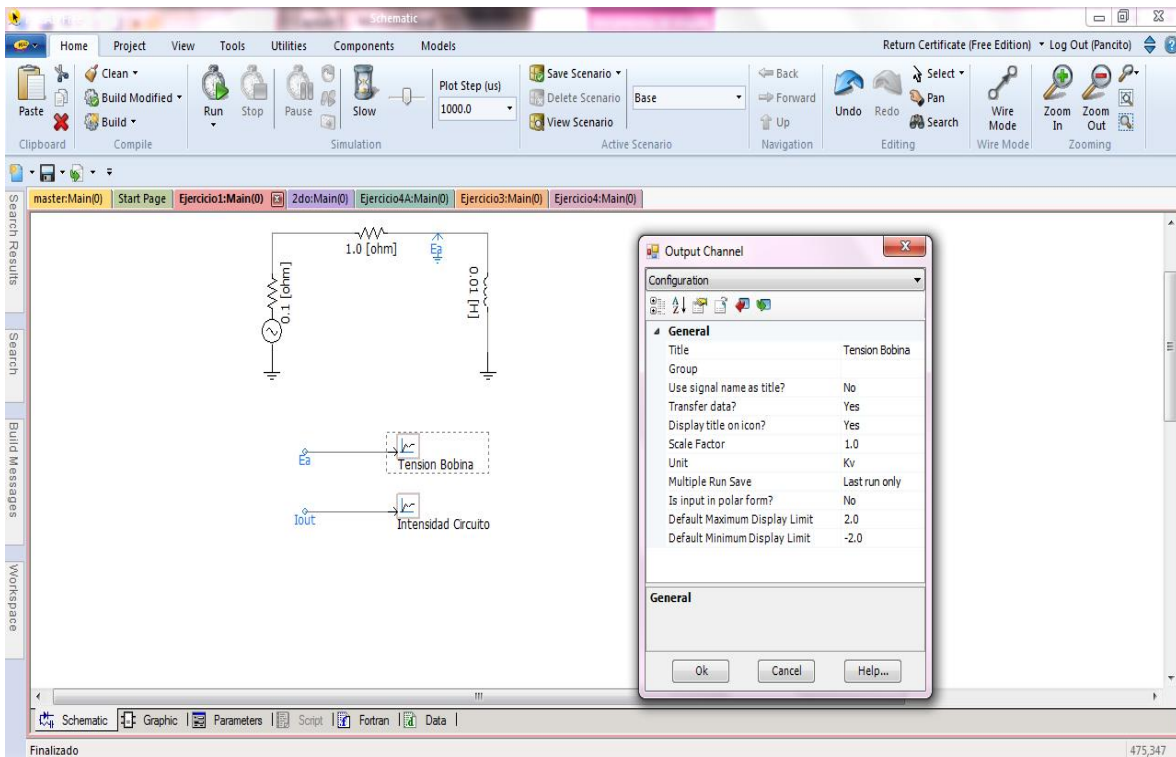 Schematic
Home Project View Tools Utilities Components Models Return Certificate (Free Edition) Log Out (Pancito)
Paste
Clean
Build Modified
Build
Run Stop Pause Slow
Plot Step (us)
1000.0
Save Scenario
Delete Scenario
View Scenario
Base
Back
Forward
Up
Undo Redo
Select
Pan
Search
Wire Mode
Zoom In
Zoom Out
Clipboard Compile Simulation Active Scenario Navigation Editing Wire Mode Zooming
master:Main(0) Start Page Ejercicio1:Main(0) 2do:Main(0) Ejercicio4A:Main(0) Ejercicio3:Main(0) Ejercicio4:Main(0)
Search Results
Search
Build Messages
Workspace
1.0 [ohm]
Ea
0.1 [ohm]
0.01 [H]
Ea
Tension Bobina
Iout
Intensidad Circuito
Output Channel
Configuration
General
Title Tension Bobina
Group
Use signal name as title? No
Transfer data? Yes
Display title on icon? Yes
Scale Factor 1.0
Unit Kv
Multiple Run Save Last run only
Is input in polar form? No
Default Maximum Display Limit 2.0
Default Minimum Display Limit -2.0
General
Ok Cancel Help...
Schematic Graphic Parameters Script Fortran Data
Finalizado 475,347